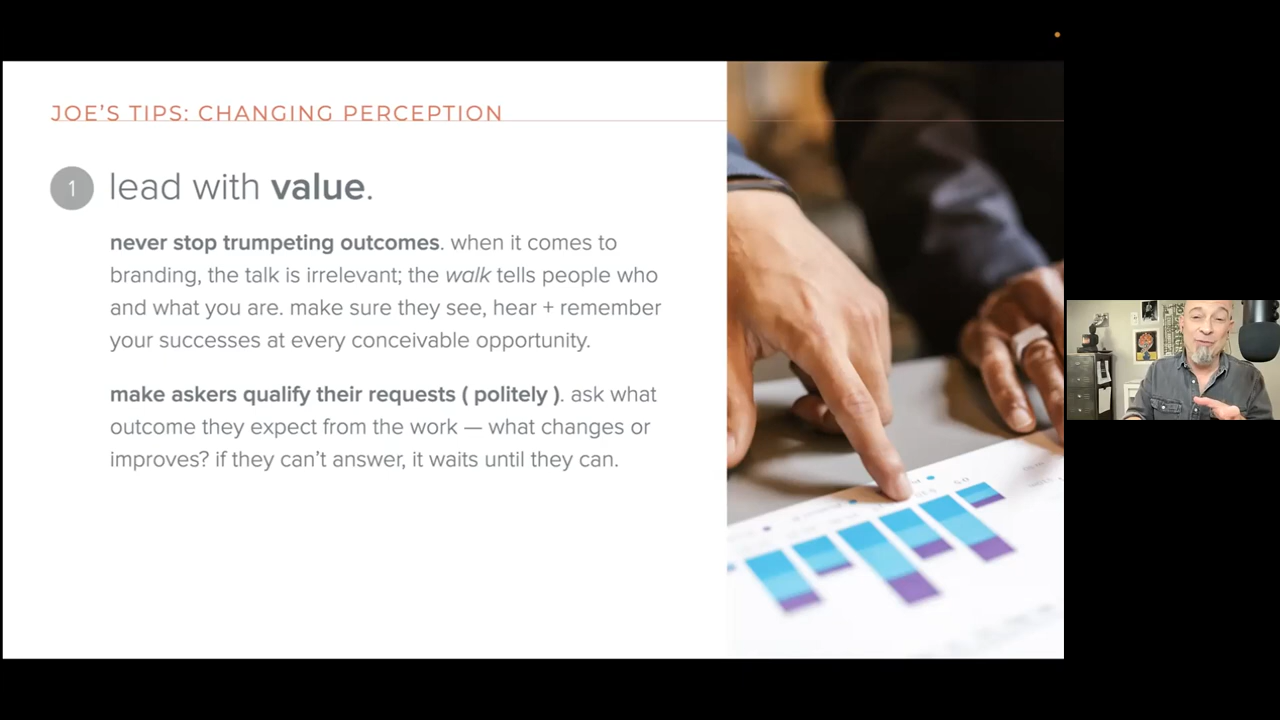 JOE’S TIPS: CHANGING PERCEPTION
1
lead with value.
never stop trumpeting outcomes. when it comes to
branding, the talk is irrelevant; the walk tells people who
and what you are. make sure they see, hear + remember
your successes at every conceivable opportunity.
make askers qualify their requests ( politely ). ask what
outcome they expect from the work — what changes or
improves? if they can’t answer, it waits until they can.